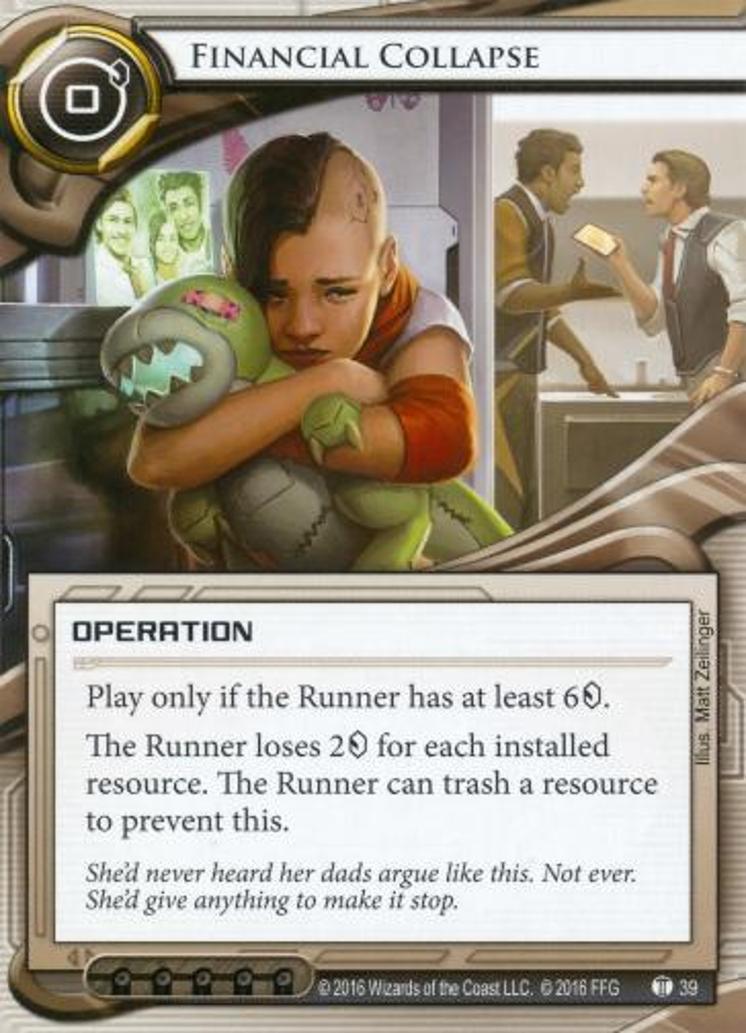 FINANCIAL COLLAPSE
OPERATION
Play only if the Runner has at least 6.
The Runner loses 2 for each installed
resource. The Runner can trash a resource
to prevent this.
She'd never heard her dads argue like this. Not ever.
She'd give anything to make it stop.
Illus. Matt Zeilinger
© 2016 Wizards of the Coast LLC. © 2016 FFG
39